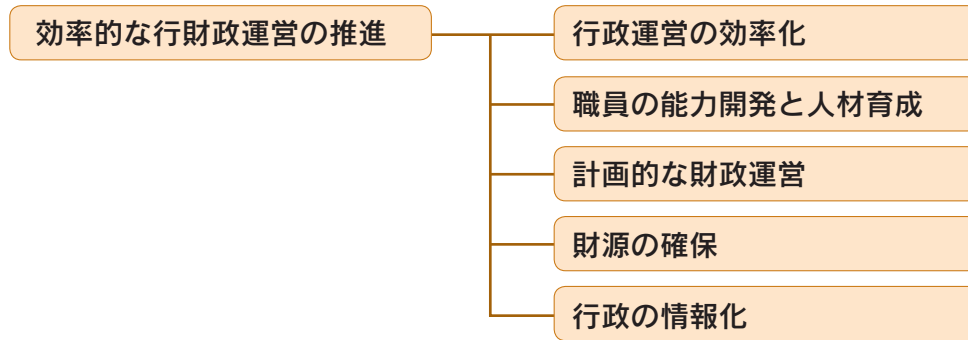 効率的な行財政運営の推進
行政運営の効率化
職員の能力開発と人材育成
計画的な財政運営
財源の確保
行政の情報化